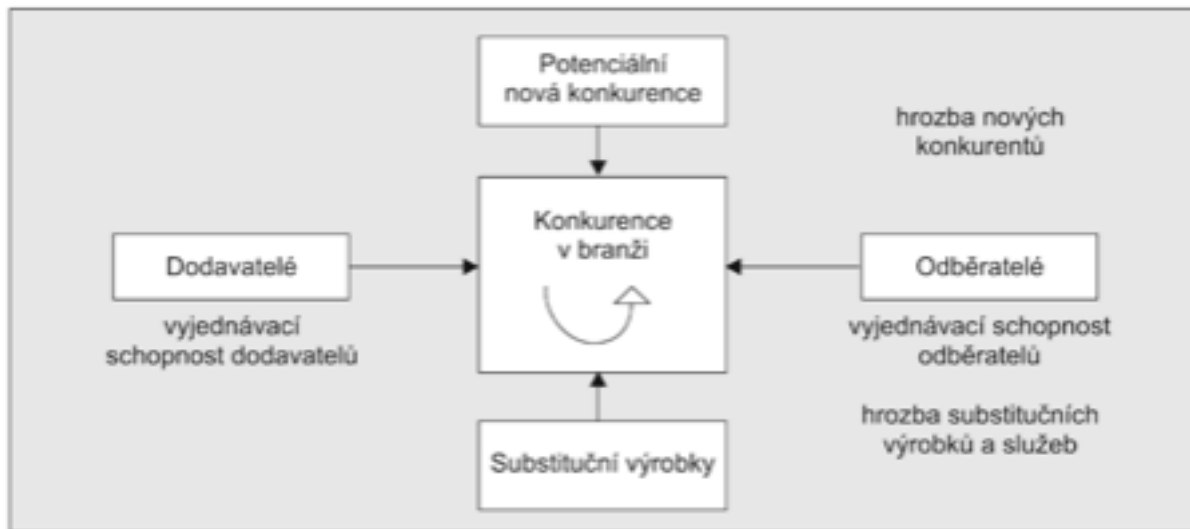 Potenciální
nová konkurence
hrozba nových
konkurentů
Konkurence
v branži
Dodavatelé
Odběratelé
vyjednávací
schopnost dodavatelů
vyjednávací schopnost
odběratelů
hrozba substitučních
výrobků a služeb
Substituční výrobky